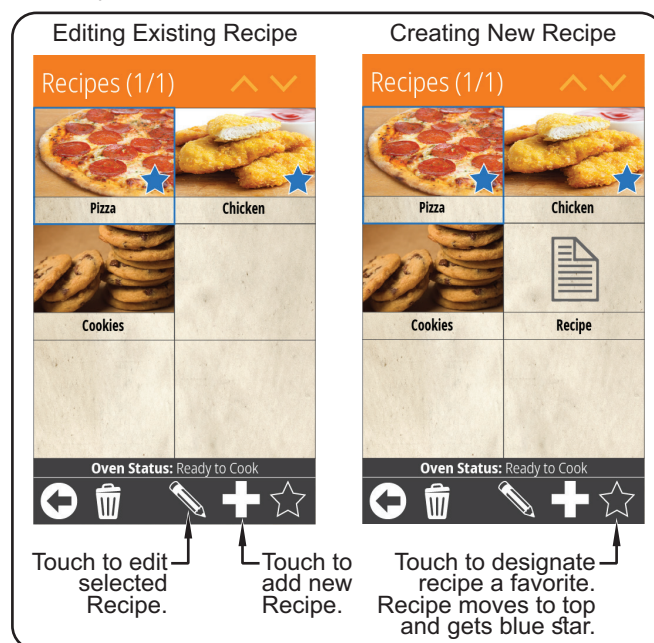 Editing Existing Recipe
Recipes (1/1)
Pizza
Chicken
Cookies
Oven Status: Ready to Cook
Touch to edit
selected
Recipe.
Touch to
add new
Recipe.
Creating New Recipe
Recipes (1/1)
Pizza
Chicken
Cookies
Recipe
Oven Status: Ready to Cook
Touch to designate
recipe a favorite.
Recipe moves to top
and gets blue star.